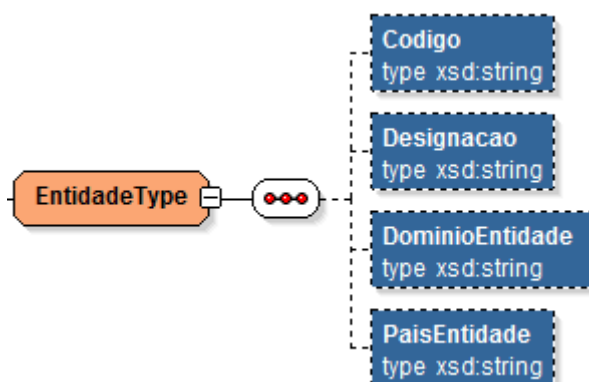 EntidadeType
Codigo
type xsd:string
Designacao
type xsd:string
DominioEntidade
type xsd:string
PaisEntidade
type xsd:string